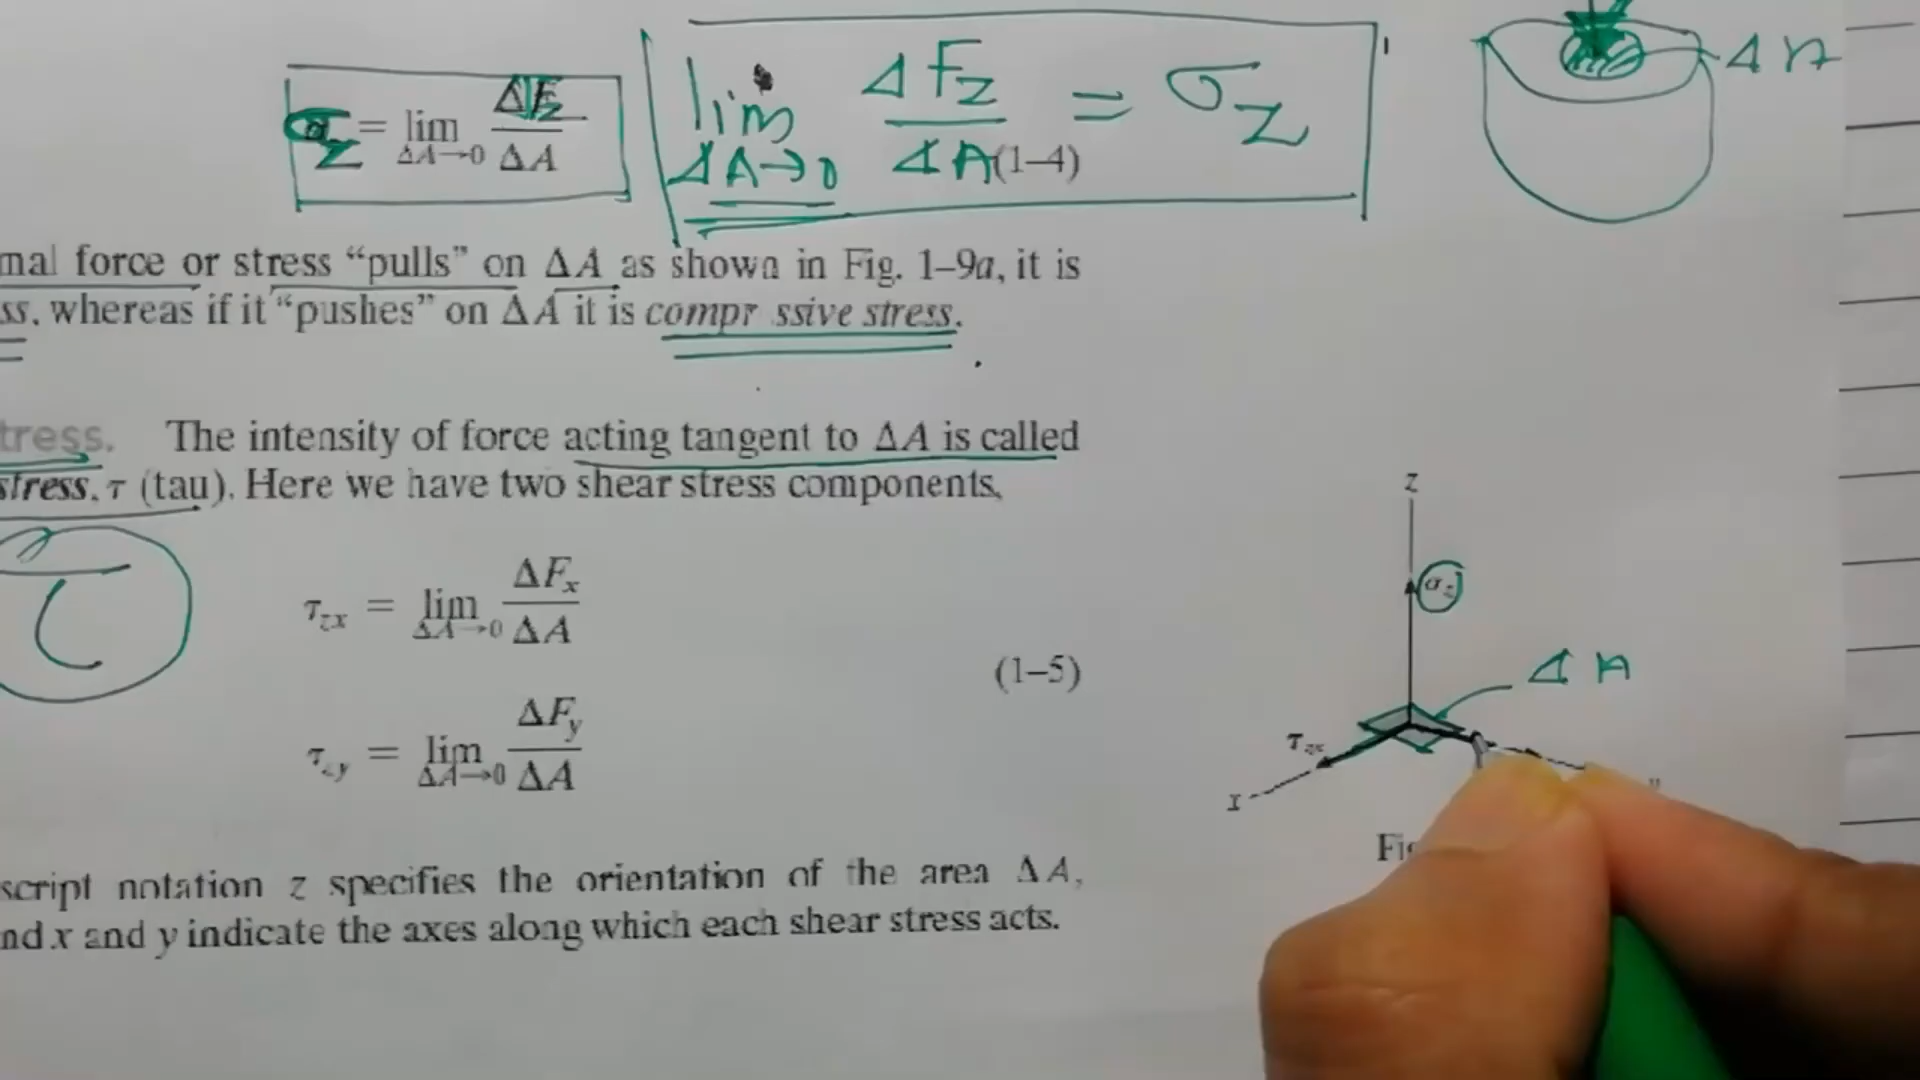 σz = lim ΔA→0 ΔFz/ΔA
lim ΔA→0 ΔFz/ΔA = σz
(1–4)
ΔA
mal force or stress “pulls” on ΔA as shown in Fig. 1–9a, it is
ss, whereas if it “pushes” on ΔA it is compr ssive stress.
tress. The intensity of force acting tangent to ΔA is called
stress, τ (tau). Here we have two shear stress components,
τ
τzx = lim ΔA→0 ΔFx/ΔA
(1–5)
τzy = lim ΔA→0 ΔFy/ΔA
z
σz
ΔA
τzx
x
script notation z specifies the orientation of the area ΔA,
nd x and y indicate the axes along which each shear stress acts.